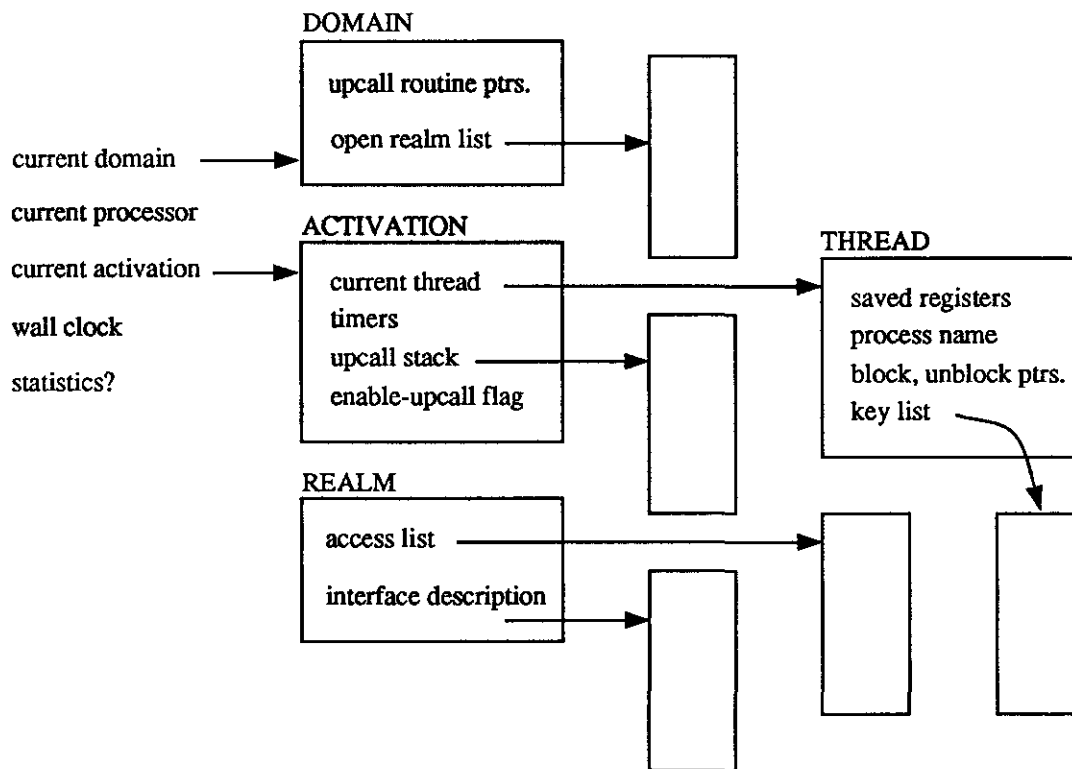 DOMAIN
upcall routine ptrs.
open realm list
current domain
current processor
current activation
wall clock
statistics?
ACTIVATION
current thread
timers
upcall stack
enable-upcall flag
THREAD
saved registers
process name
block, unblock ptrs.
key list
REALM
access list
interface description